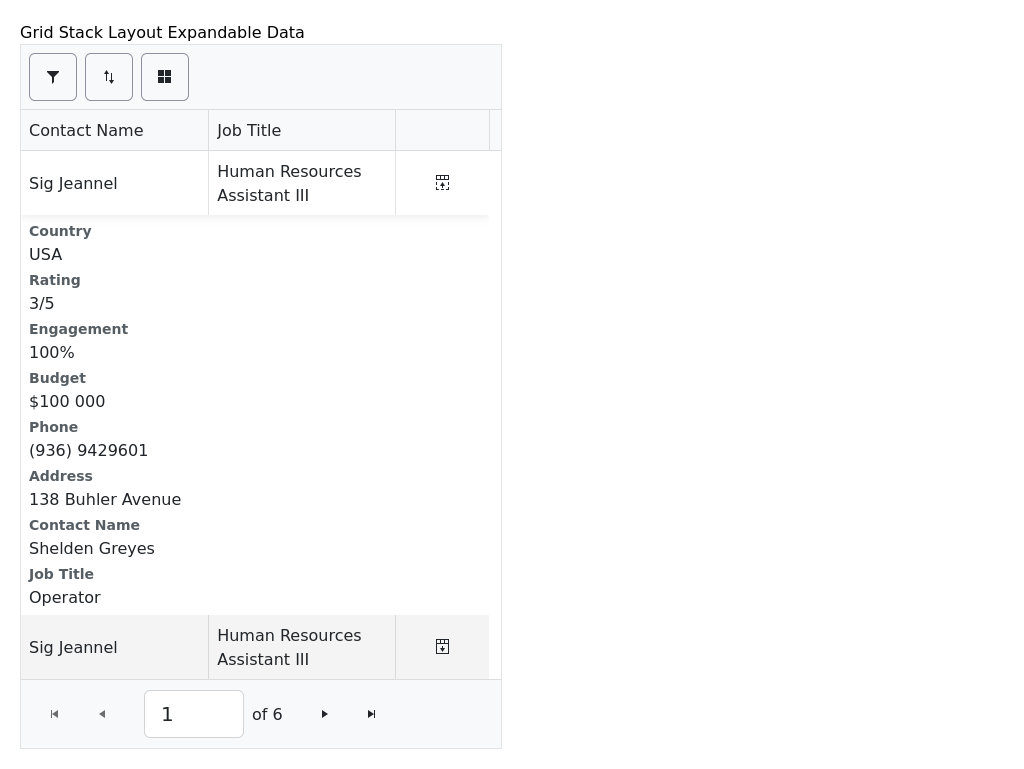 Grid Stack Layout Expandable Data
Contact Name
Job Title
Sig Jeannel
Human Resources
Assistant III
Country
USA
Rating
3/5
Engagement
100%
Budget
$100 000
Phone
(936) 9429601
Address
138 Buhler Avenue
Contact Name
Shelden Greyes
Job Title
Operator
Sig Jeannel
Human Resources
Assistant III
1 of 6